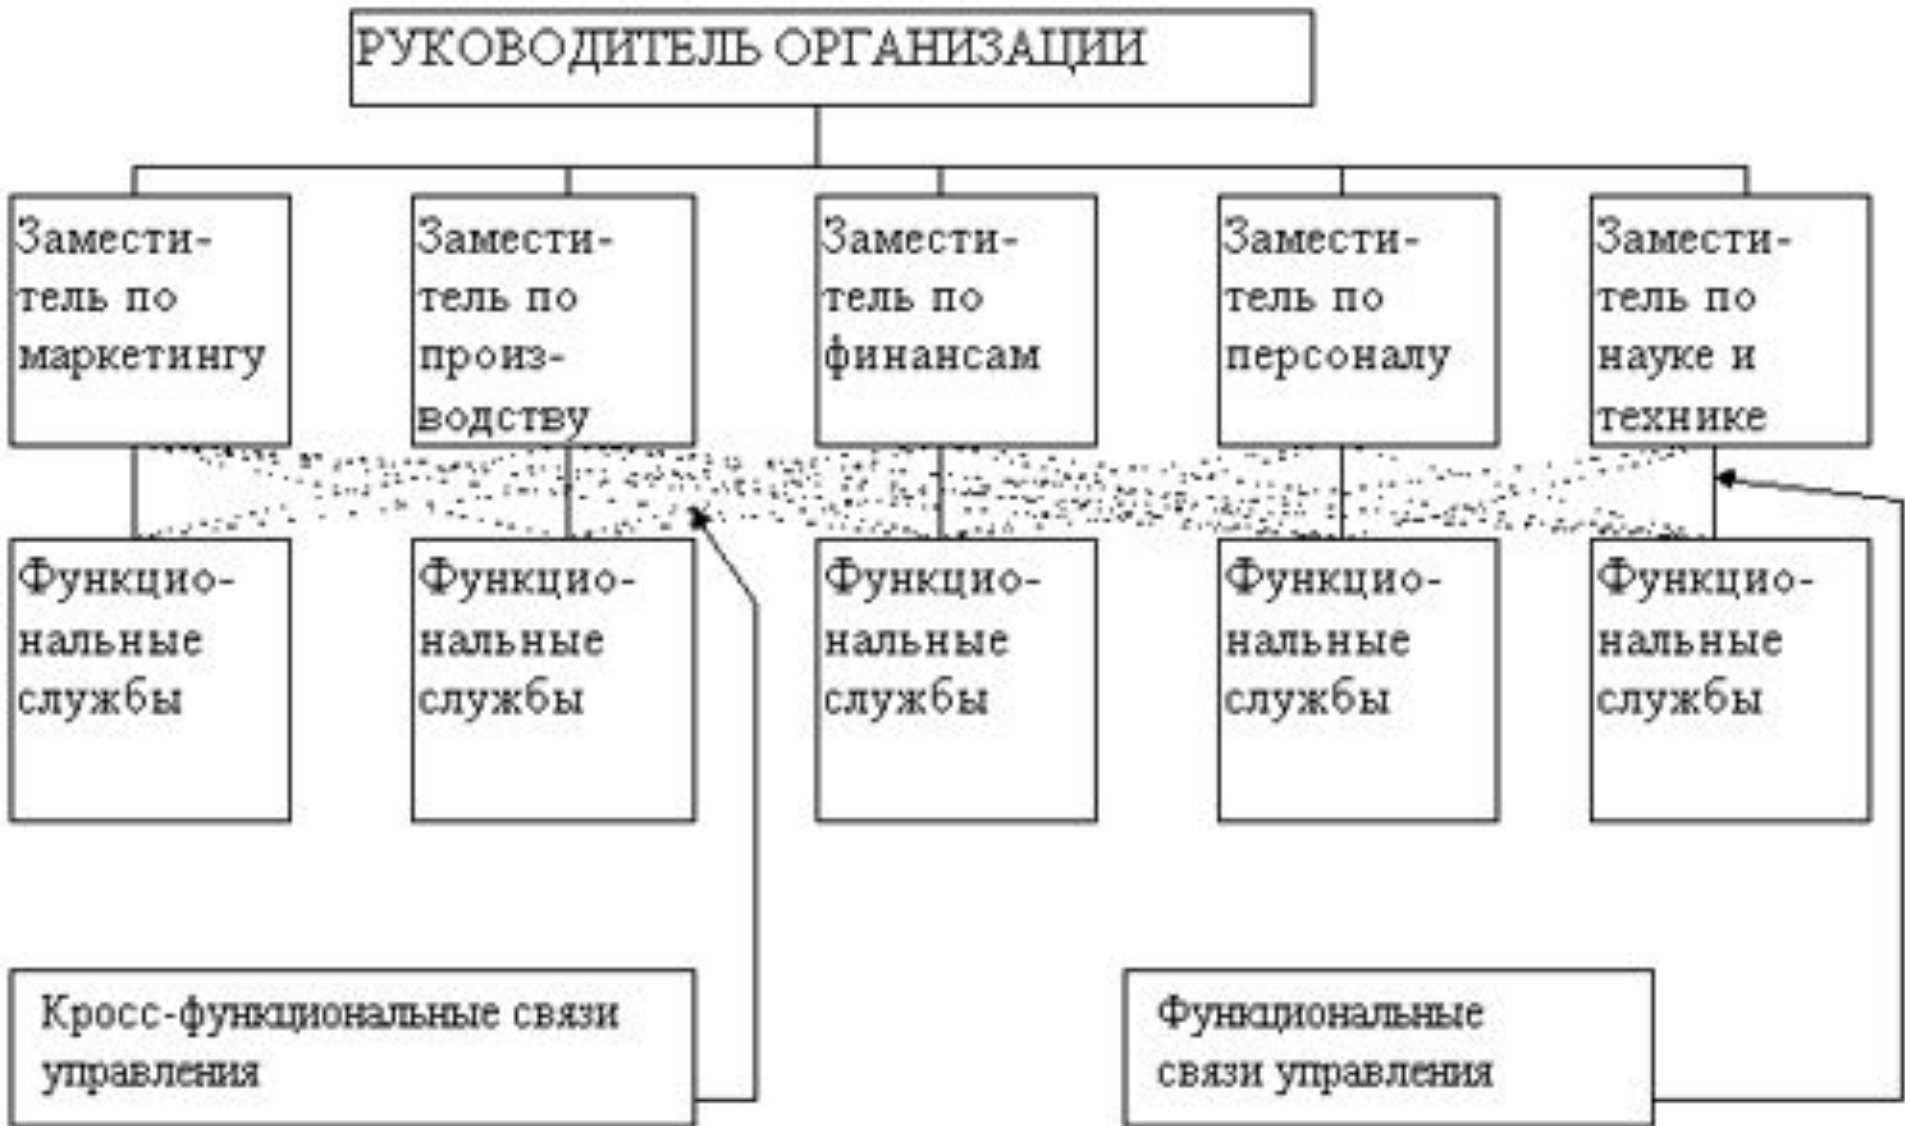 РУКОВОДИТЕЛЬ ОРГАНИЗАЦИИ
Замести-
тель по
маркетингу
Замести-
тель по
произ-
водству
Замести-
тель по
финансам
Замести-
тель по
персоналу
Замести-
тель по
науке и
технике
Функцио-
нальные
службы
Функцио-
нальные
службы
Функцио-
нальные
службы
Функцио-
нальные
службы
Функцио-
нальные
службы
Кросс-функциональные связи
управления
Функциональные
связи управления